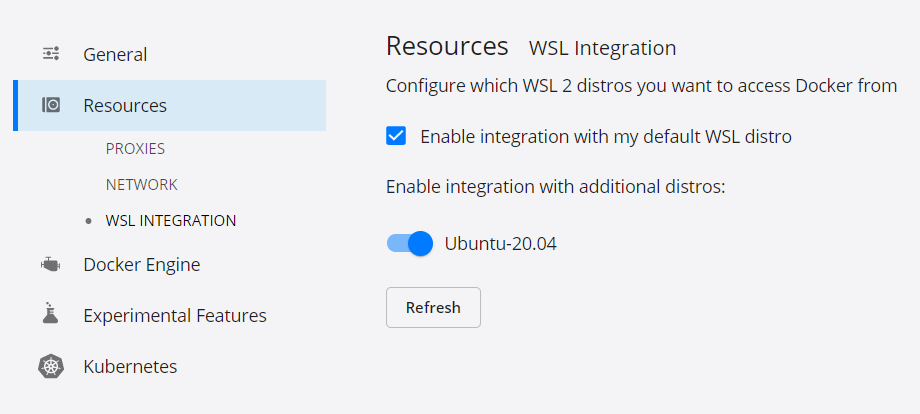 General
Resources
PROXIES
NETWORK
WSL INTEGRATION
Docker Engine
Experimental Features
Kubernetes
Resources WSL Integration
Configure which WSL 2 distros you want to access Docker from
Enable integration with my default WSL distro
Enable integration with additional distros:
Ubuntu-20.04
Refresh